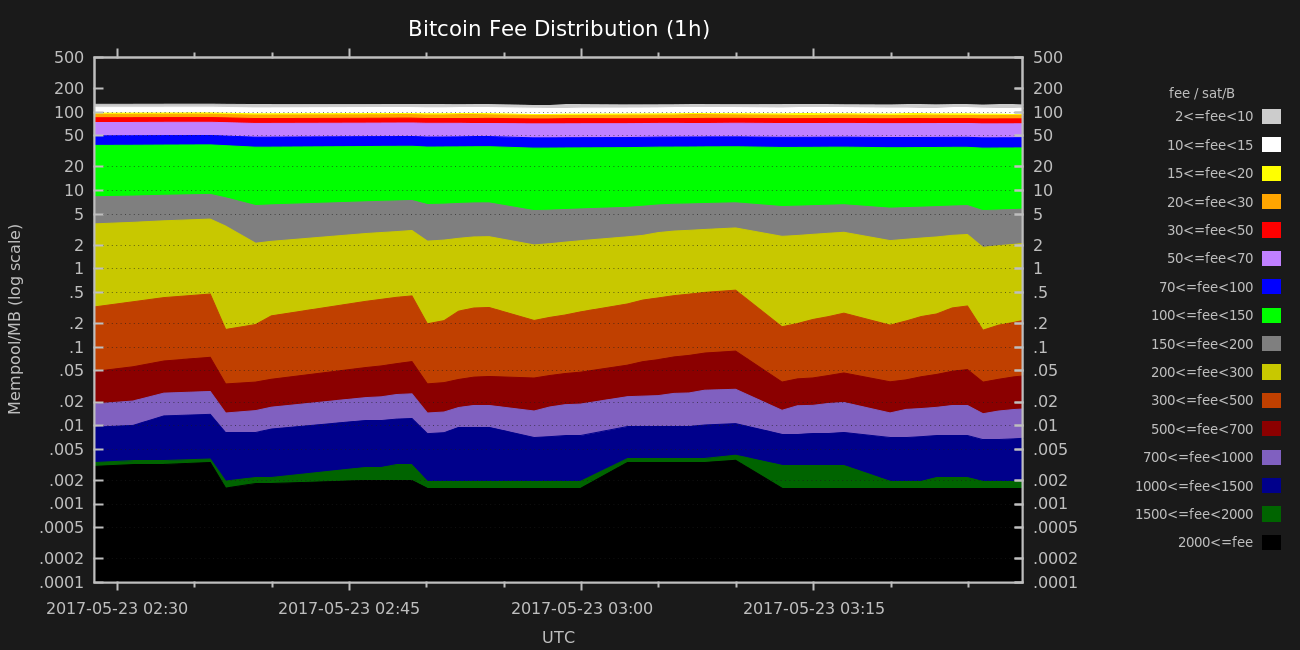 Bitcoin Fee Distribution (1h)
Mempool/MB (log scale)
500
200
100
50
20
10
5
2
1
.5
.2
.1
.05
.02
.01
.005
.002
.001
.0005
.0002
.0001
500
200
100
50
20
10
5
2
1
.5
.2
.1
.05
.02
.01
.005
.002
.001
.0005
.0002
.0001
2017-05-23 02:30
2017-05-23 02:45
2017-05-23 03:00
2017-05-23 03:15
UTC
fee / sat/B
2<=fee<10
10<=fee<15
15<=fee<20
20<=fee<30
30<=fee<50
50<=fee<70
70<=fee<100
100<=fee<150
150<=fee<200
200<=fee<300
300<=fee<500
500<=fee<700
700<=fee<1000
1000<=fee<1500
1500<=fee<2000
2000<=fee